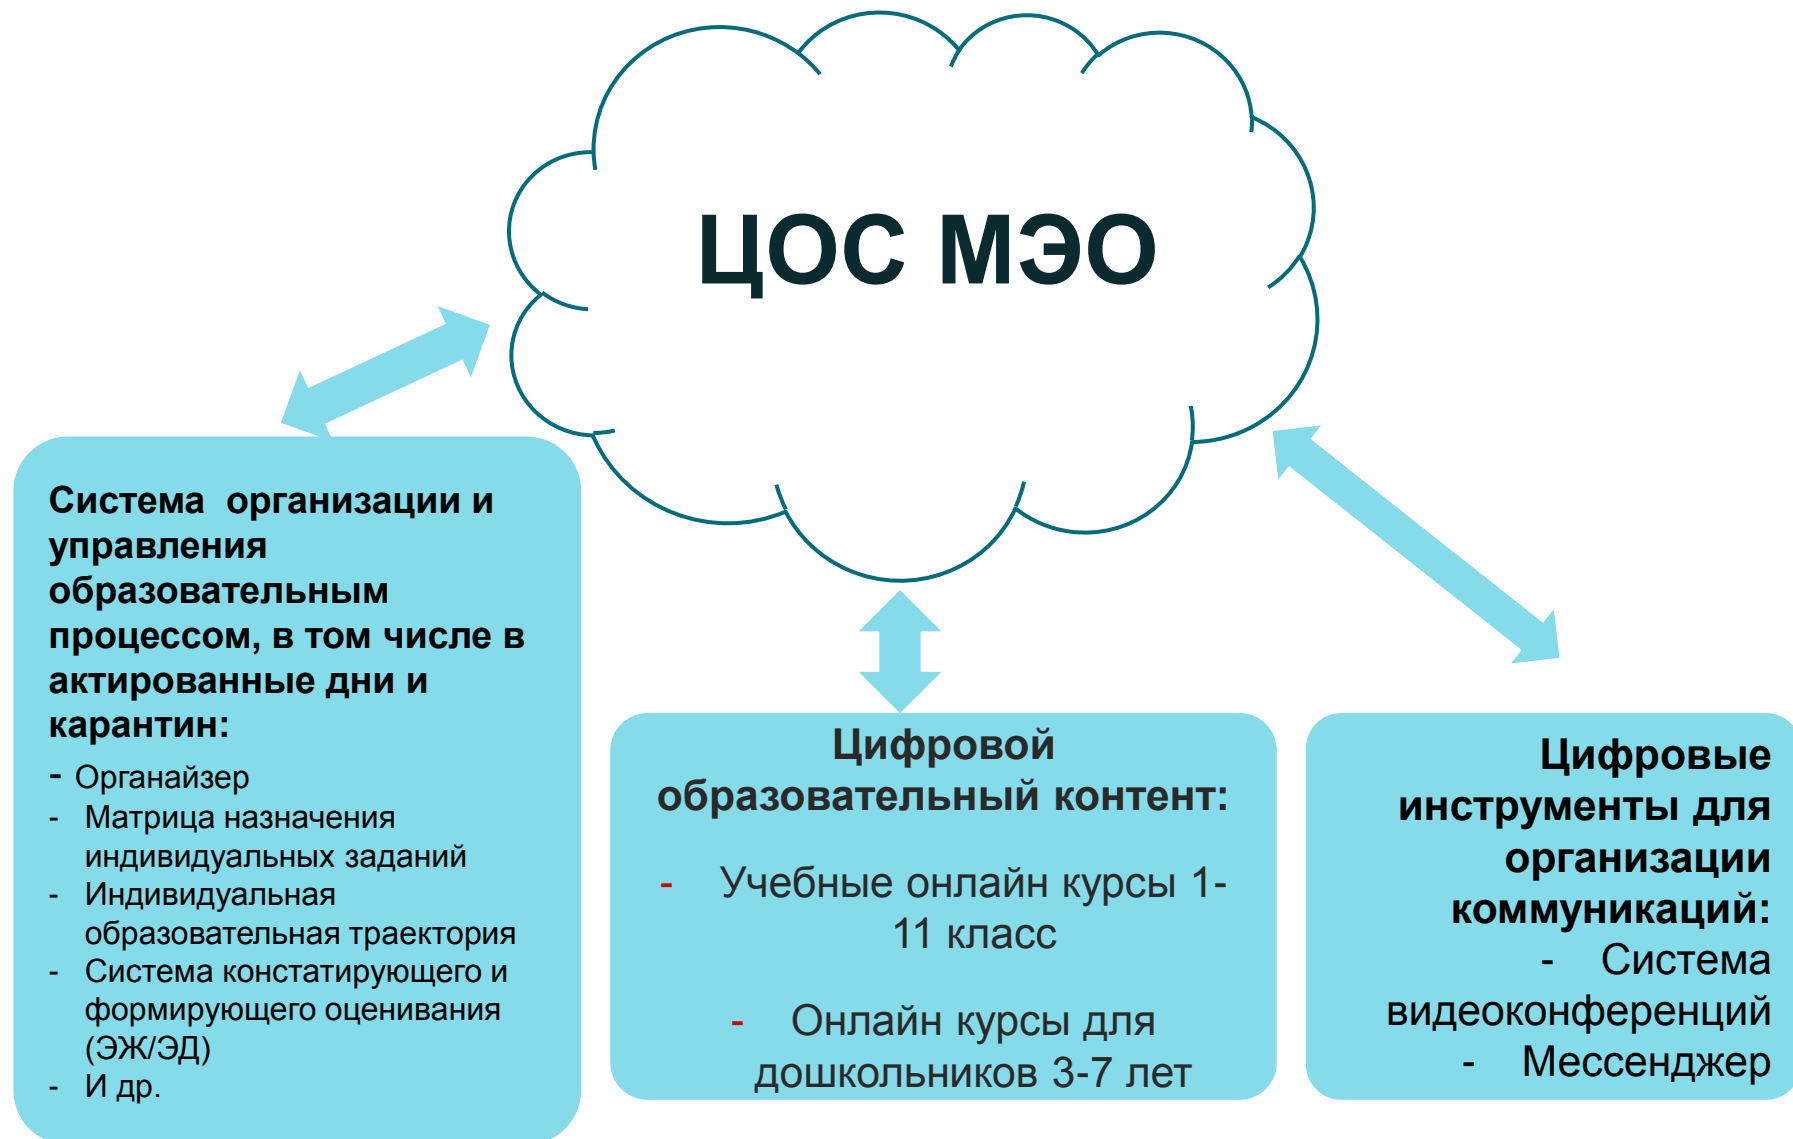 ЦОС МЭО
Система организации и
управления
образовательным
процессом, в том числе в
актированные дни и
карантин:
- Органайзер
- Матрица назначения
индивидуальных заданий
- Индивидуальная
образовательная траектория
- Система констатирующего и
формирующего оценивания
(ЭЖ/ЭД)
- И др.
Цифровой
образовательный контент:
- Учебные онлайн курсы 1-
11 класс
- Онлайн курсы для
дошкольников 3-7 лет
Цифровые
инструменты для
организации
коммуникаций:
- Система
видеоконференций
- Мессенджер